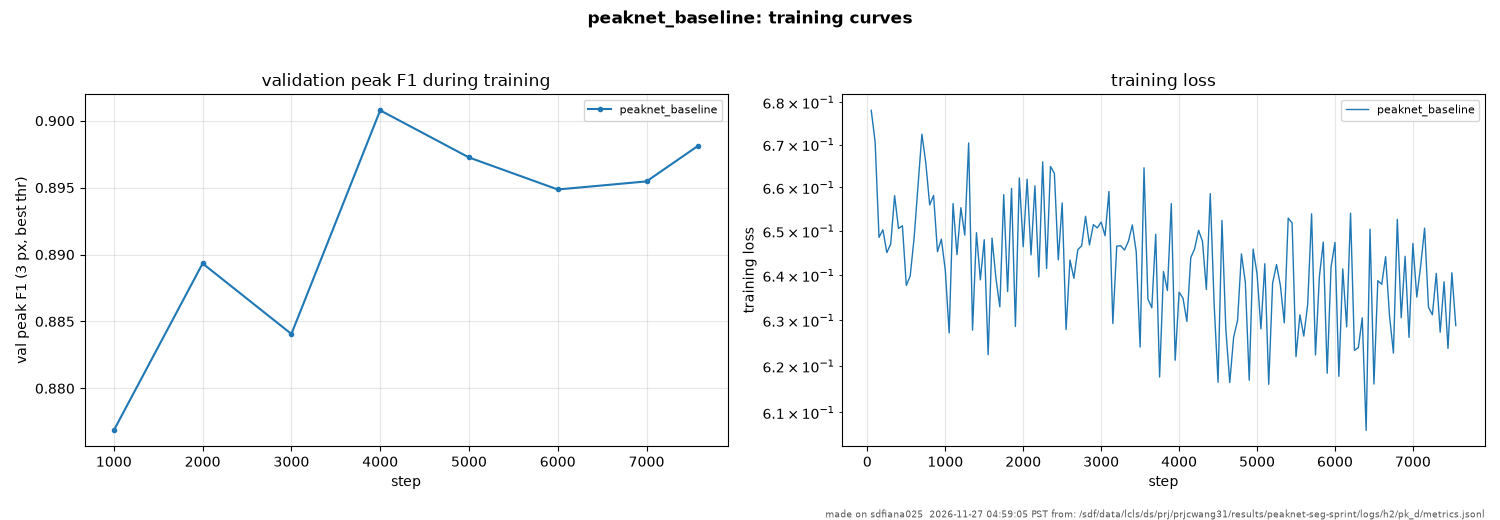 peaknet_baseline: training curves
validation peak F1 during training
peaknet_baseline
val peak F1 (3 px, best thr)
0.900
0.895
0.890
0.885
0.880
1000 2000 3000 4000 5000 6000 7000
step
training loss
peaknet_baseline
training loss
6.8 × 10⁻¹
6.7 × 10⁻¹
6.6 × 10⁻¹
6.5 × 10⁻¹
6.4 × 10⁻¹
6.3 × 10⁻¹
6.2 × 10⁻¹
6.1 × 10⁻¹
0 1000 2000 3000 4000 5000 6000 7000
step
made on sdfiana025 2026-11-27 04:59:05 PST from: /sdf/data/lcls/ds/prj/prjcwang31/results/peaknet-seg-sprint/logs/h2/pk_d/metrics.jsonl